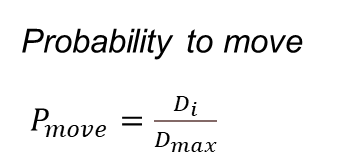 Probability to move
P_move = D_i / D_max